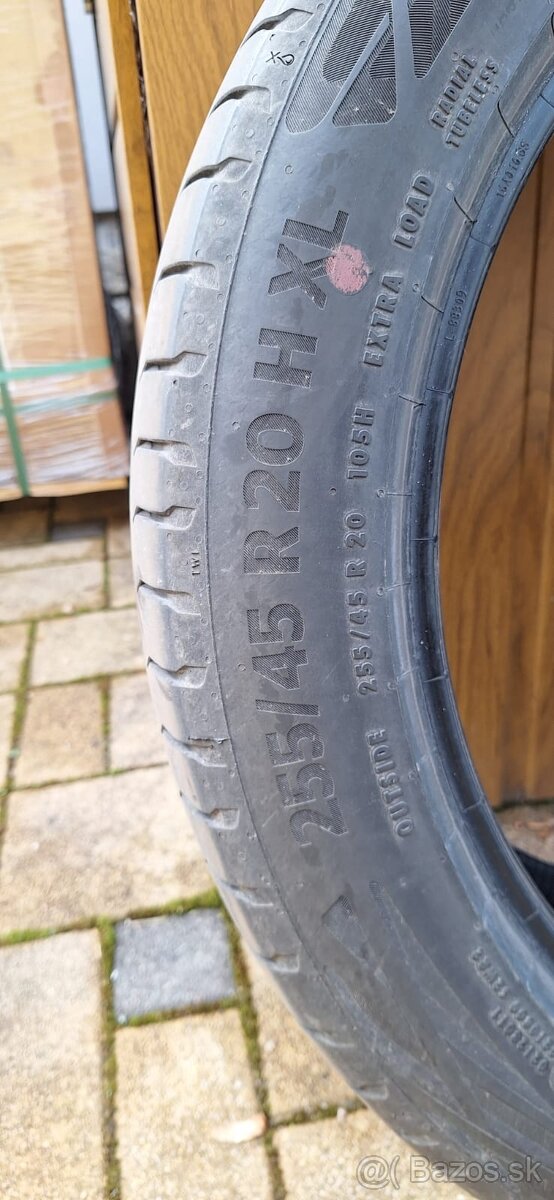 RADIAL
TUBELESS
EXTRA LOAD
255/45 R 20 H XL
OUTSIDE 255/45 R 20 105H
TWI
@ Bazos.sk